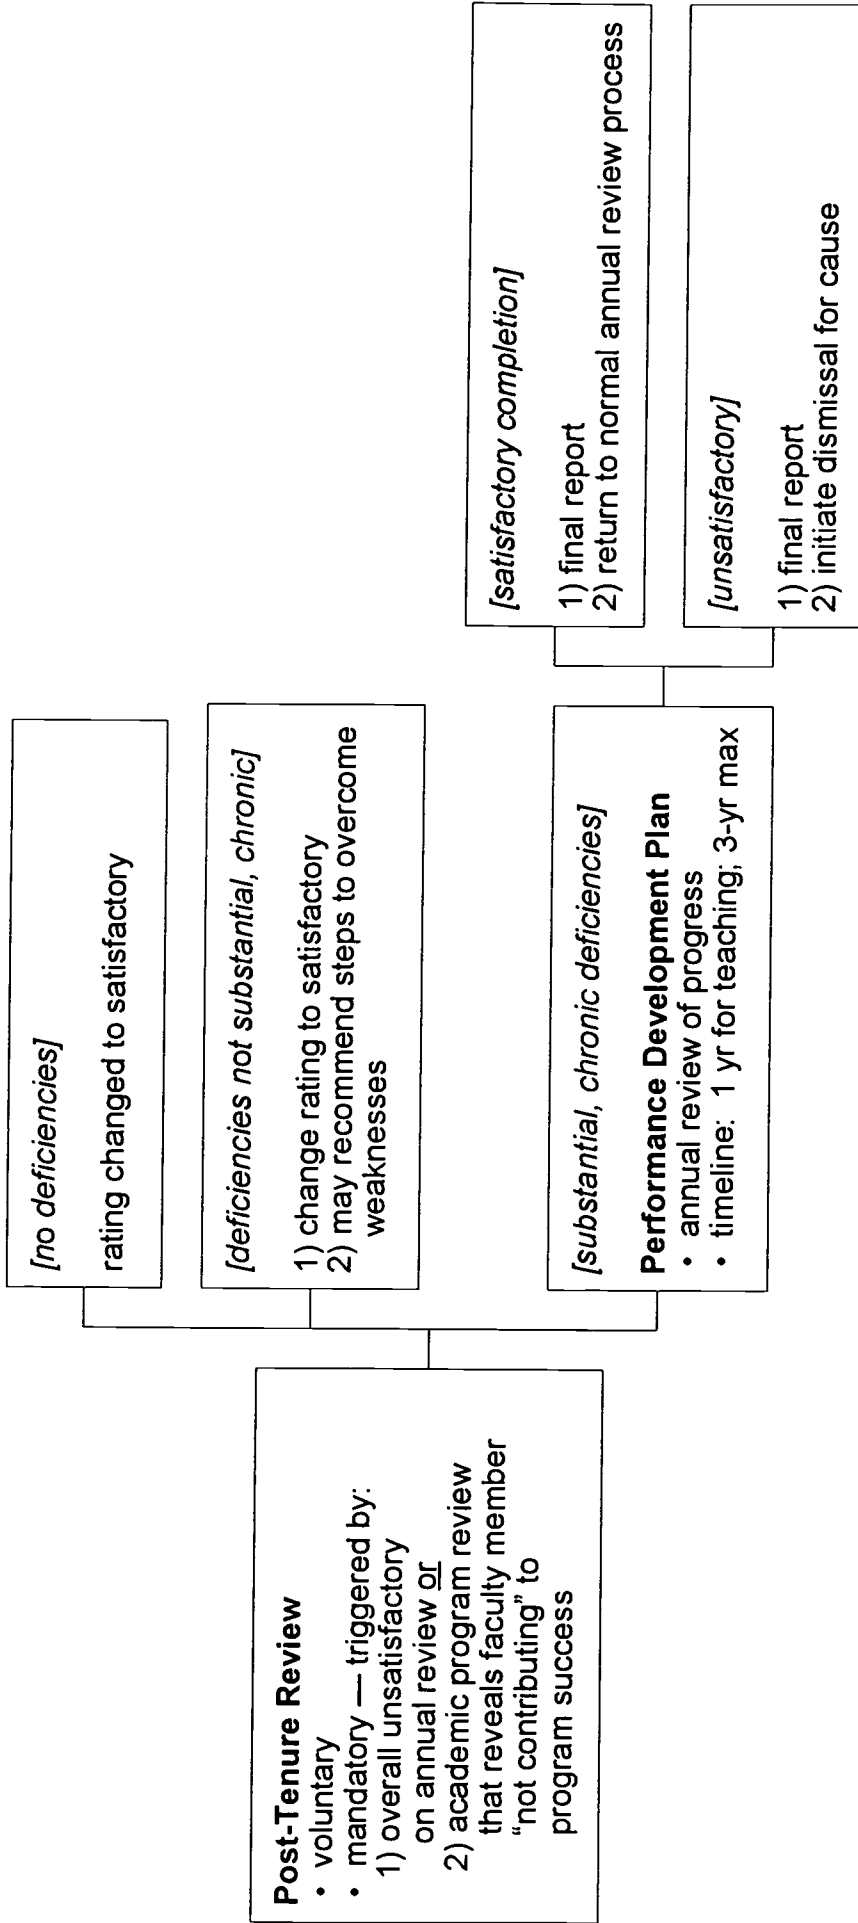 Post-Tenure Review
• voluntary
• mandatory — triggered by:
1) overall unsatisfactory
on annual review or
2) academic program review
that reveals faculty member
“not contributing” to
program success
[no deficiencies]
rating changed to satisfactory
[deficiencies not substantial, chronic]
1) change rating to satisfactory
2) may recommend steps to overcome
weaknesses
[substantial, chronic deficiencies]
Performance Development Plan
• annual review of progress
• timeline: 1 yr for teaching; 3-yr max
[satisfactory completion]
1) final report
2) return to normal annual review process
[unsatisfactory]
1) final report
2) initiate dismissal for cause